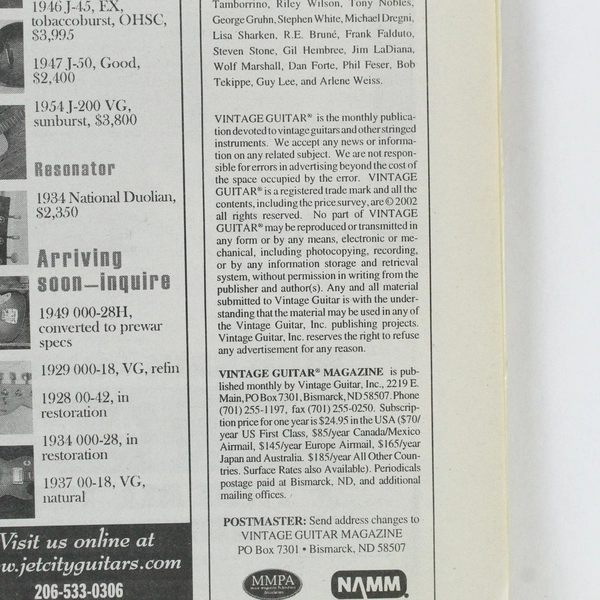 1946 J-45, EX,
tobaccoburst, OHSC,
$3,995
1947 J-50, Good,
$2,400
1954 J-200 VG,
sunburst, $3,800
Resonator
1934 National Duolian,
$2,350
Arriving
soon—inquire
1949 000-28H,
converted to prewar
specs
1929 000-18, VG, refin
1928 00-42, in
restoration
1934 000-28, in
restoration
1937 00-18, VG,
natural
Visit us online at
w.jetcityguitars.com
206-533-0306
Tamborrino, Riley Wilson, Tony Nobles,
George Gruhn, Stephen White, Michael Dregni,
Lisa Sharken, R.E. Bruné, Frank Falduto,
Steven Stone, Gil Hembree, Jim LaDiana,
Wolf Marshall, Dan Forte, Phil Feser, Bob
Tekippe, Guy Lee, and Arlene Weiss.
VINTAGE GUITAR® is the monthly publica-
tion devoted to vintage guitars and other stringed
instruments. We accept any news or informa-
tion on any related subject. We are not respon-
sible for errors in advertising beyond the cost of
the space occupied by the error. VINTAGE
GUITAR® is a registered trade mark and all the
contents, including the price survey, are © 2002
all rights reserved. No part of VINTAGE
GUITAR® may be reproduced or transmitted in
any form or by any means, electronic or me-
chanical, including photocopying, recording,
or by any information storage and retrieval
system, without permission in writing from the
publisher and author(s). Any and all material
submitted to Vintage Guitar is with the under-
standing that the material may be used in any of
the Vintage Guitar, Inc. publishing projects.
Vintage Guitar, Inc. reserves the right to refuse
any advertisement for any reason.
VINTAGE GUITAR® MAGAZINE is pub-
lished monthly by Vintage Guitar, Inc., 2219 E.
Main, PO Box 7301, Bismarck, ND 58507. Phone
(701) 255-1197, fax (701) 255-0250. Subscrip-
tion price for one year is $24.95 in the USA ($70/
year US First Class, $85/year Canada/Mexico
Airmail, $145/year Europe Airmail, $165/year
Japan and Australia. $185/year All Other Coun-
tries. Surface Rates also Available). Periodicals
postage paid at Bismarck, ND, and additional
mailing offices.
POSTMASTER: Send address changes to
VINTAGE GUITAR MAGAZINE
PO Box 7301 • Bismarck, ND 58507
MMPA
NAMM